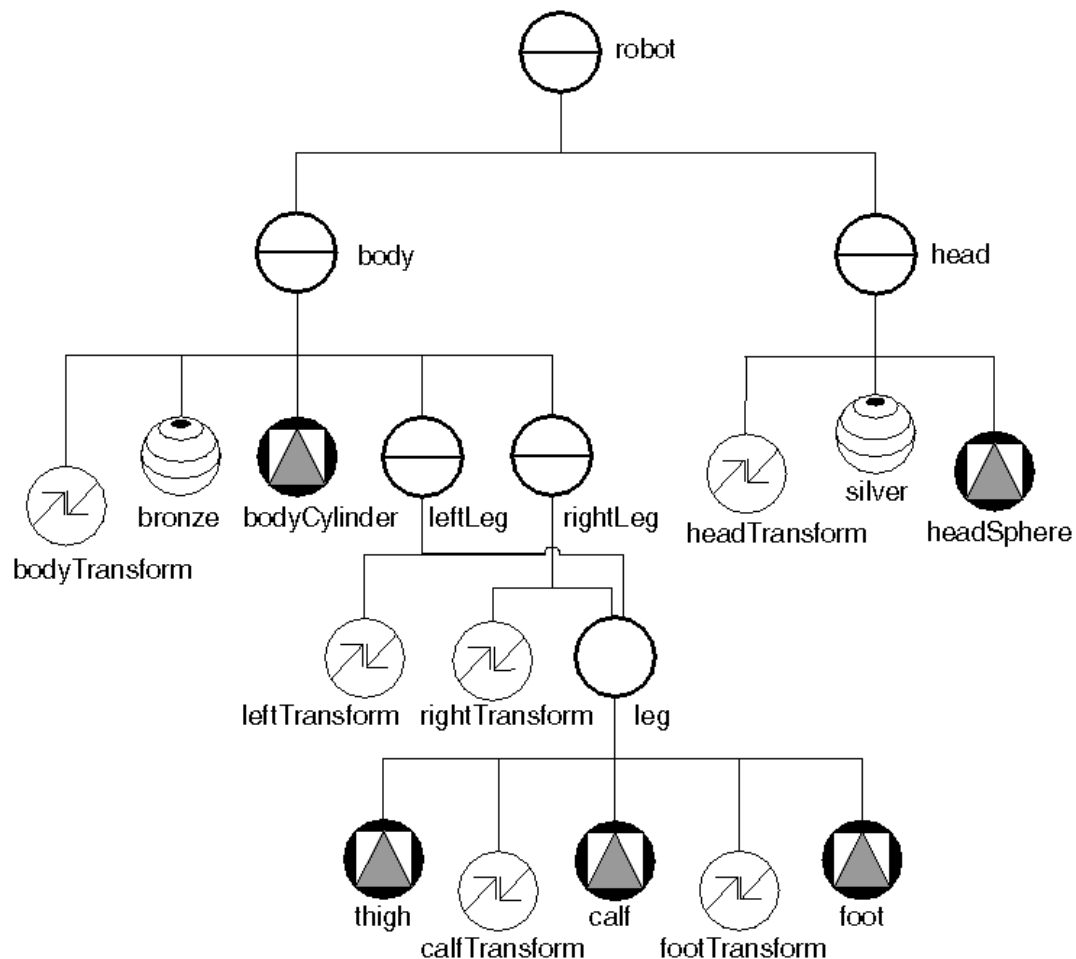 robot
body
head
bronze
bodyCylinder
leftLeg
rightLeg
silver
headTransform
headSphere
bodyTransform
leftTransform
rightTransform
leg
thigh
calf
foot
calfTransform
footTransform